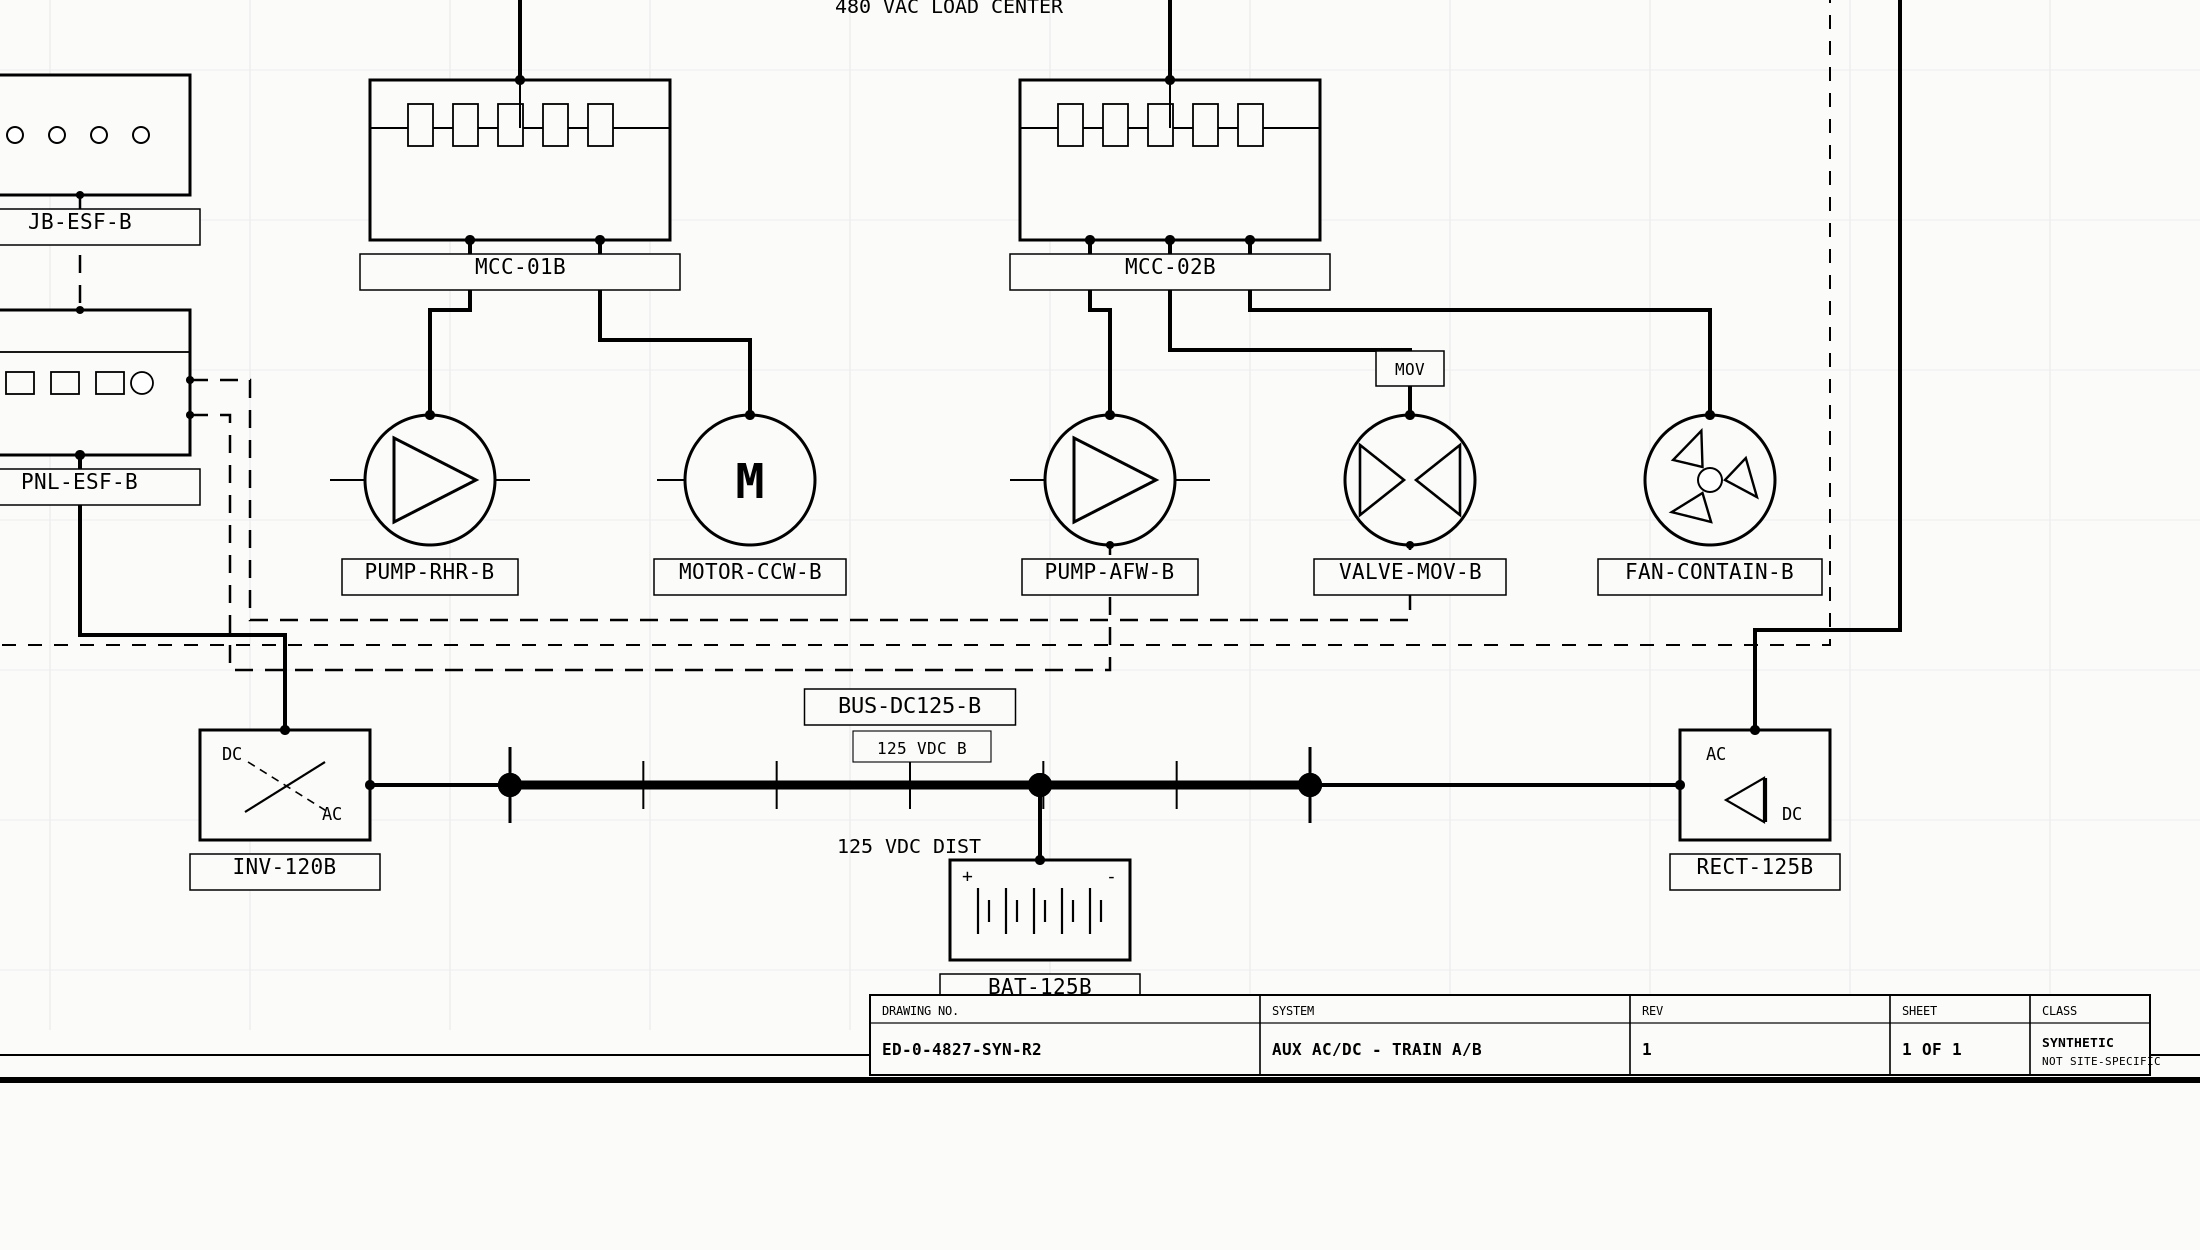 480 VAC LOAD CENTER
JB-ESF-B
MCC-01B
MCC-02B
MOV
PNL-ESF-B
M
PUMP-RHR-B
MOTOR-CCW-B
PUMP-AFW-B
VALVE-MOV-B
FAN-CONTAIN-B
BUS-DC125-B
125 VDC B
DC
AC
INV-120B
AC
DC
RECT-125B
125 VDC DIST
+ -
BAT-125B
DRAWING NO. SYSTEM REV SHEET CLASS
ED-0-4827-SYN-R2 AUX AC/DC - TRAIN A/B 1 1 OF 1 SYNTHETIC
NOT SITE-SPECIFIC